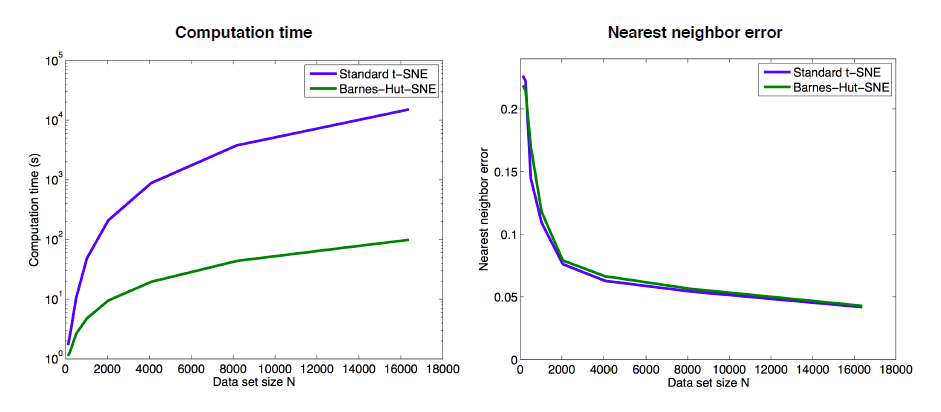 Computation time
10^5
10^4
10^3
10^2
10^1
10^0
Computation time (s)
Standard t-SNE
Barnes-Hut-SNE
0 2000 4000 6000 8000 10000 12000 14000 16000 18000
Data set size N
Nearest neighbor error
0.2
0.15
0.1
0.05
0
Nearest neighbor error
Standard t-SNE
Barnes-Hut-SNE
0 2000 4000 6000 8000 10000 12000 14000 16000 18000
Data set size N